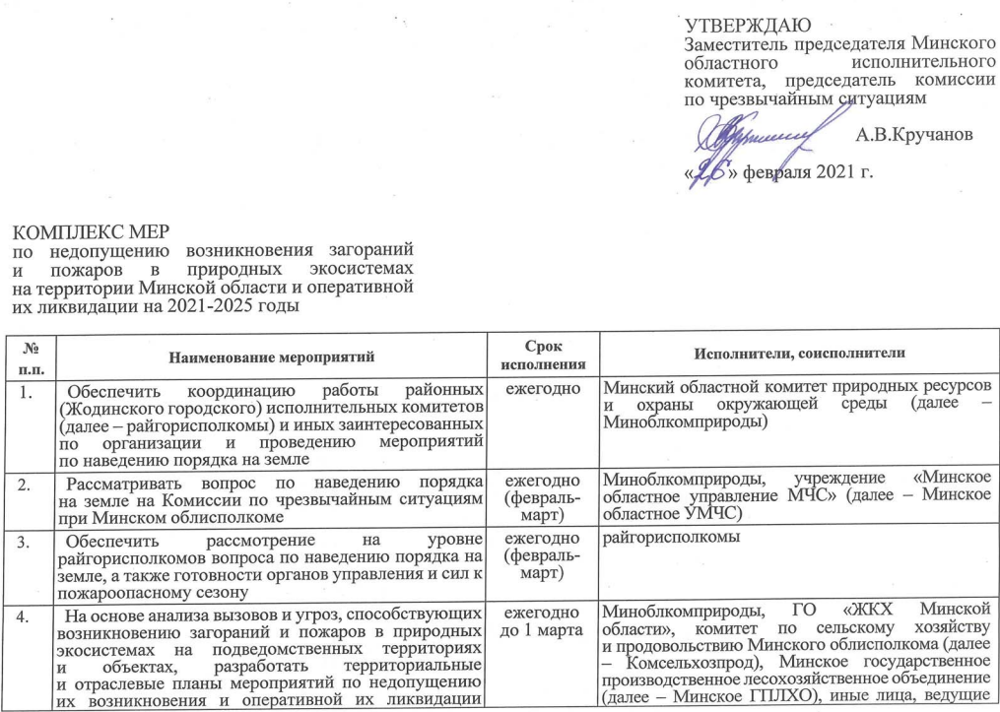 УТВЕРЖДАЮ
Заместитель председателя Минского
областного исполнительного
комитета, председатель комиссии
по чрезвычайным ситуациям
А.В.Кручанов
«26» февраля 2021 г.
КОМПЛЕКС МЕР
по недопущению возникновения загораний
и пожаров в природных экосистемах
на территории Минской области и оперативной
их ликвидации на 2021-2025 годы
№ п.п.
Наименование мероприятий
Срок исполнения
Исполнители, соисполнители
1.
Обеспечить координацию работы районных
(Жодинского городского) исполнительных комитетов
(далее – райгорисполкомы) и иных заинтересованных
по организации и проведению мероприятий
по наведению порядка на земле
ежегодно
Минский областной комитет природных ресурсов
и охраны окружающей среды (далее –
Миноблкомприроды)
2.
Рассматривать вопрос по наведению порядка
на земле на Комиссии по чрезвычайным ситуациям
при Минском облисполкоме
ежегодно
(февраль-
март)
Миноблкомприроды, учреждение «Минское
областное управление МЧС» (далее – Минское
областное УМЧС)
3.
Обеспечить рассмотрение на уровне
райгорисполкомов вопроса по наведению порядка на
земле, а также готовности органов управления и сил к
пожароопасному сезону
ежегодно
(февраль-
март)
райгорисполкомы
4.
На основе анализа вызовов и угроз, способствующих
возникновению загораний и пожаров в природных
экосистемах на подведомственных территориях
и объектах, разработать территориальные
и отраслевые планы мероприятий по недопущению
их возникновения и оперативной их ликвидации
ежегодно
до 1 марта
Миноблкомприроды, ГО «ЖКХ Минской
области», комитет по сельскому хозяйству
и продовольствию Минского облисполкома (далее
– Комсельхозпрод), Минское государственное
производственное лесохозяйственное объединение
(далее – Минское ГПЛХО), иные лица, ведущие